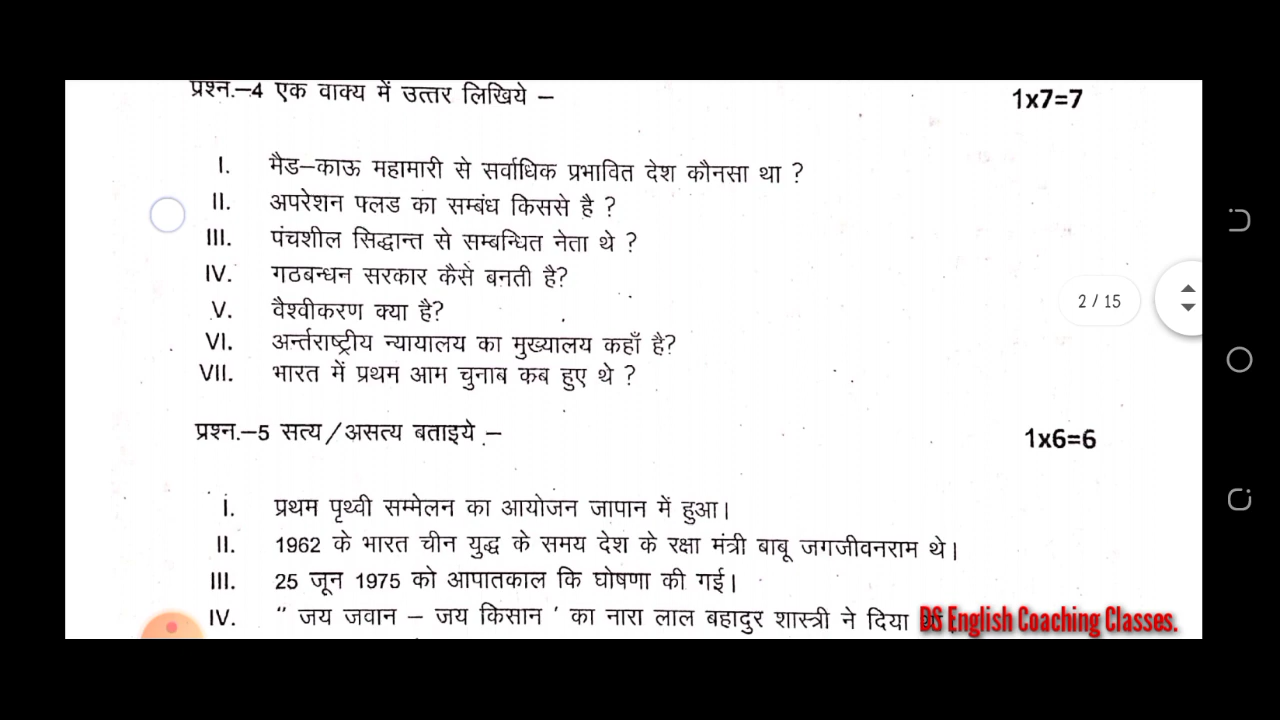 प्रश्न.–4 एक वाक्य में उत्तर लिखिये – 1x7=7
I. मैड–काऊ महामारी से सर्वाधिक प्रभावित देश कौनसा था ?
II. अपरेशन फ्लड का सम्बंध किससे है ?
III. पंचशील सिद्धान्त से सम्बन्धित नेता थे ?
IV. गठबन्धन सरकार कैसे बनती है?
2 / 15
V. वैश्वीकरण क्या है?
VI. अर्न्तराष्ट्रीय न्यायालय का मुख्यालय कहाँ है?
VII. भारत में प्रथम आम चुनाब कब हुए थे ?
प्रश्न.–5 सत्य/असत्य बताइये – 1x6=6
I. प्रथम पृथ्वी सम्मेलन का आयोजन जापान में हुआ।
II. 1962 के भारत चीन युद्ध के समय देश के रक्षा मंत्री बाबू जगजीवनराम थे।
III. 25 जून 1975 को आपातकाल कि घोषणा की गई।
IV. “ जय जवान – जय किसान ’ का नारा लाल बहादुर शास्त्री ने दिया
DS English Coaching Classes.